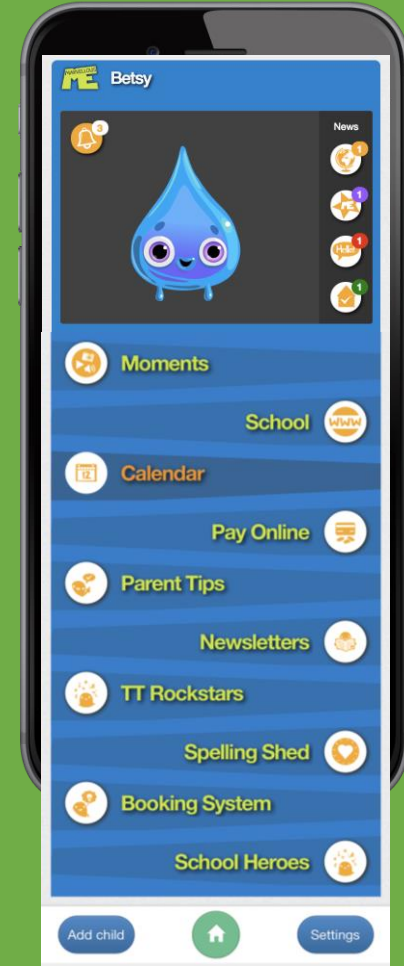 MARVELLOUS
ME
Betsy
3
News
1
1
Hello!
1
1
Moments
School
www
12
Calendar
Pay Online
Parent Tips
Newsletters
TT Rockstars
Spelling Shed
Booking System
School Heroes
Add child
Settings